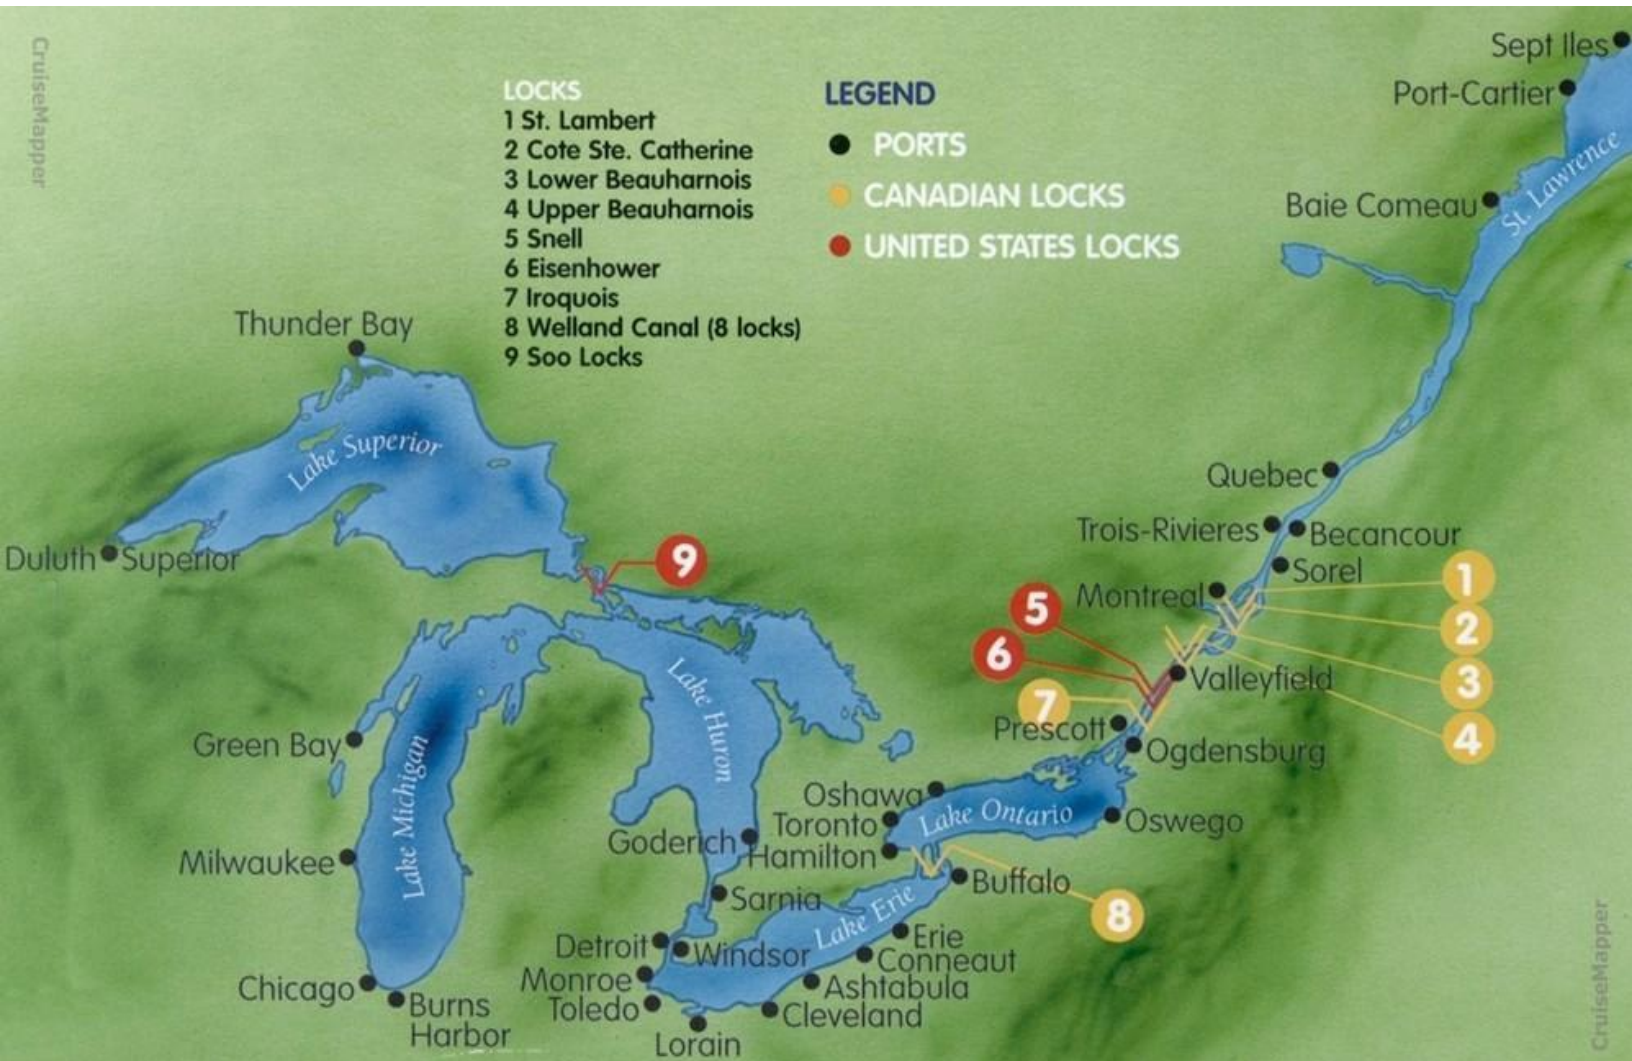 CruiseMapper
LOCKS
1 St. Lambert
2 Cote Ste. Catherine
3 Lower Beauharnois
4 Upper Beauharnois
5 Snell
6 Eisenhower
7 Iroquois
8 Welland Canal (8 locks)
9 Soo Locks
LEGEND
PORTS
CANADIAN LOCKS
UNITED STATES LOCKS
Sept Iles
Port-Cartier
St. Lawrence
Baie Comeau
Thunder Bay
Lake Superior
Quebec
Trois-Rivieres
Becancour
Duluth
Superior
9
Sorel
1
Montreal
5
2
6
Valleyfield
3
7
Prescott
4
Lake Huron
Green Bay
Ogdensburg
Lake Michigan
Oshawa
Lake Ontario
Toronto
Oswego
Goderich
Hamilton
Milwaukee
Buffalo
Sarnia
8
Lake Erie
Detroit
Windsor
Erie
Conneaut
Monroe
Ashtabula
Chicago
Toledo
Cleveland
Burns
Harbor
Lorain
CruiseMapper